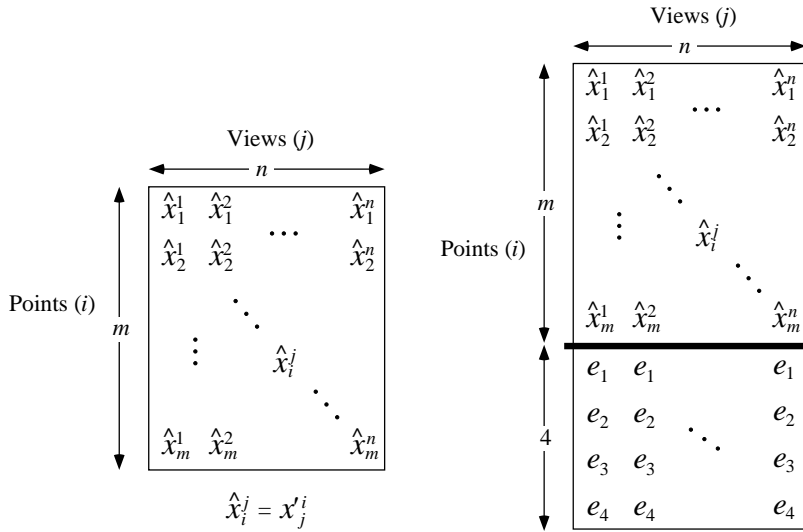 Views (j)
n
m
Points (i)
x̂₁¹ x̂₁² ... x̂₁ⁿ
x̂₂¹ x̂₂² x̂₂ⁿ
x̂ᵢʲ
x̂ₘ¹ x̂ₘ² x̂ₘⁿ
x̂ᵢʲ = x′ⱼⁱ
Views (j)
n
m
Points (i)
x̂₁¹ x̂₁² ... x̂₁ⁿ
x̂₂¹ x̂₂² x̂₂ⁿ
x̂ᵢʲ
x̂ₘ¹ x̂ₘ² x̂ₘⁿ
4
e₁ e₁ e₁
e₂ e₂ e₂
e₃ e₃ e₃
e₄ e₄ e₄